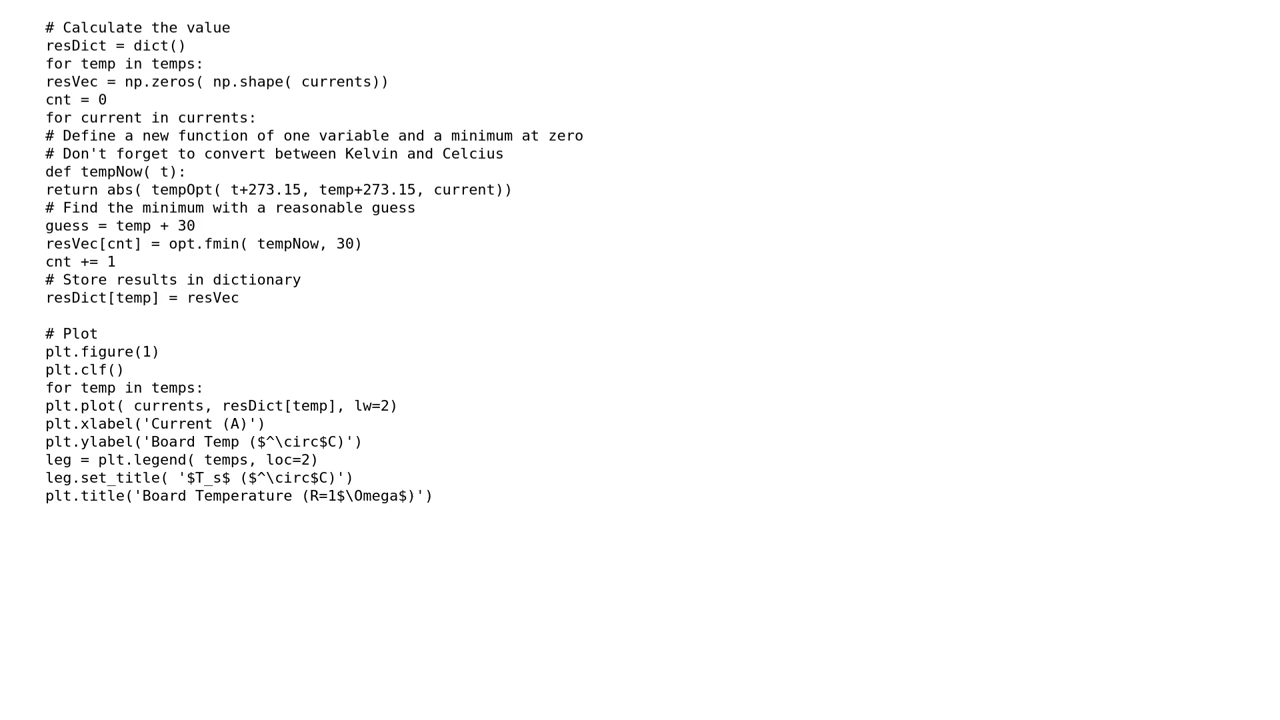 # Calculate the value
resDict = dict()
for temp in temps:
resVec = np.zeros( np.shape( currents))
cnt = 0
for current in currents:
# Define a new function of one variable and a minimum at zero
# Don't forget to convert between Kelvin and Celcius
def tempNow( t):
return abs( tempOpt( t+273.15, temp+273.15, current))
# Find the minimum with a reasonable guess
guess = temp + 30
resVec[cnt] = opt.fmin( tempNow, 30)
cnt += 1
# Store results in dictionary
resDict[temp] = resVec

# Plot
plt.figure(1)
plt.clf()
for temp in temps:
plt.plot( currents, resDict[temp], lw=2)
plt.xlabel('Current (A)')
plt.ylabel('Board Temp ($^\circ$C)')
leg = plt.legend( temps, loc=2)
leg.set_title( '$T_s$ ($^\circ$C)')
plt.title('Board Temperature (R=1$\Omega$)')